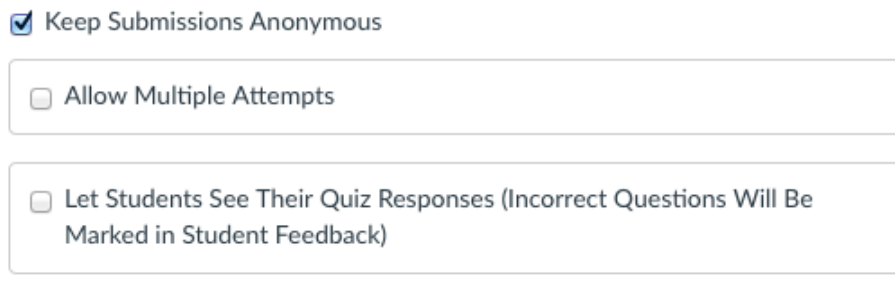 Keep Submissions Anonymous
Allow Multiple Attempts
Let Students See Their Quiz Responses (Incorrect Questions Will Be
Marked in Student Feedback)